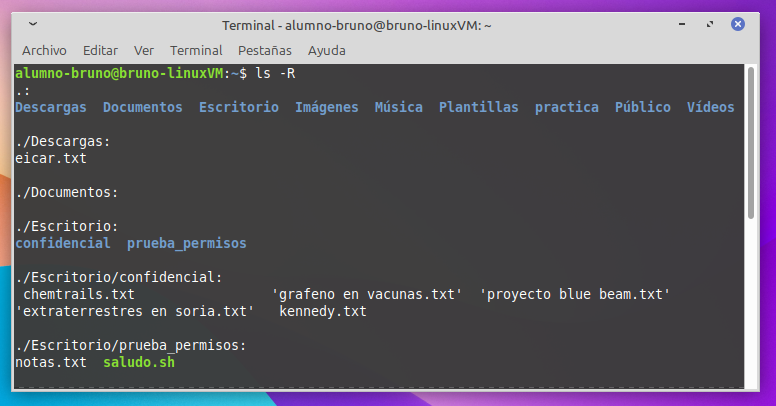 Terminal - alumno-bruno@bruno-linuxVM: ~
Archivo Editar Ver Terminal Pestañas Ayuda
alumno-bruno@bruno-linuxVM:~$ ls -R
.:
Descargas  Documentos  Escritorio  Imágenes  Música  Plantillas  practica  Público  Vídeos

./Descargas:
eicar.txt

./Documentos:

./Escritorio:
confidencial  prueba_permisos

./Escritorio/confidencial:
 chemtrails.txt                 'grafeno en vacunas.txt'  'proyecto blue beam.txt'
'extraterrestres en soria.txt'   kennedy.txt

./Escritorio/prueba_permisos:
notas.txt  saludo.sh